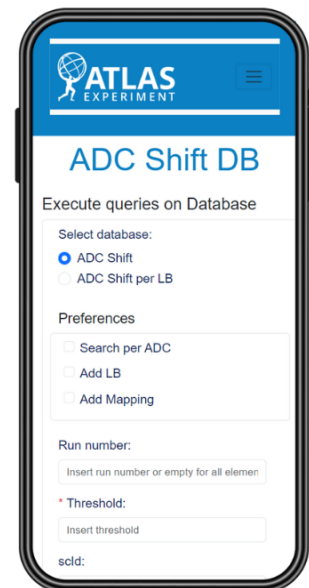 ATLAS
EXPERIMENT
ADC Shift DB
Execute queries on Database
Select database:
ADC Shift
ADC Shift per LB
Preferences
Search per ADC
Add LB
Add Mapping
Run number:
Insert run number or empty for all elemen
* Threshold:
Insert threshold
scId: